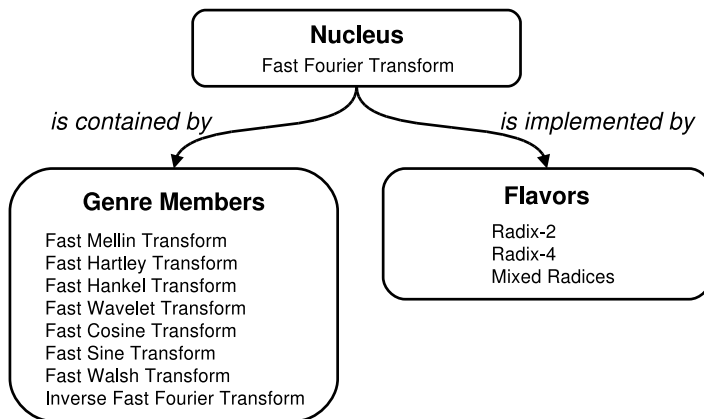 Nucleus
Fast Fourier Transform
is contained by
is implemented by
Genre Members
Fast Mellin Transform
Fast Hartley Transform
Fast Hankel Transform
Fast Wavelet Transform
Fast Cosine Transform
Fast Sine Transform
Fast Walsh Transform
Inverse Fast Fourier Transform
Flavors
Radix-2
Radix-4
Mixed Radices